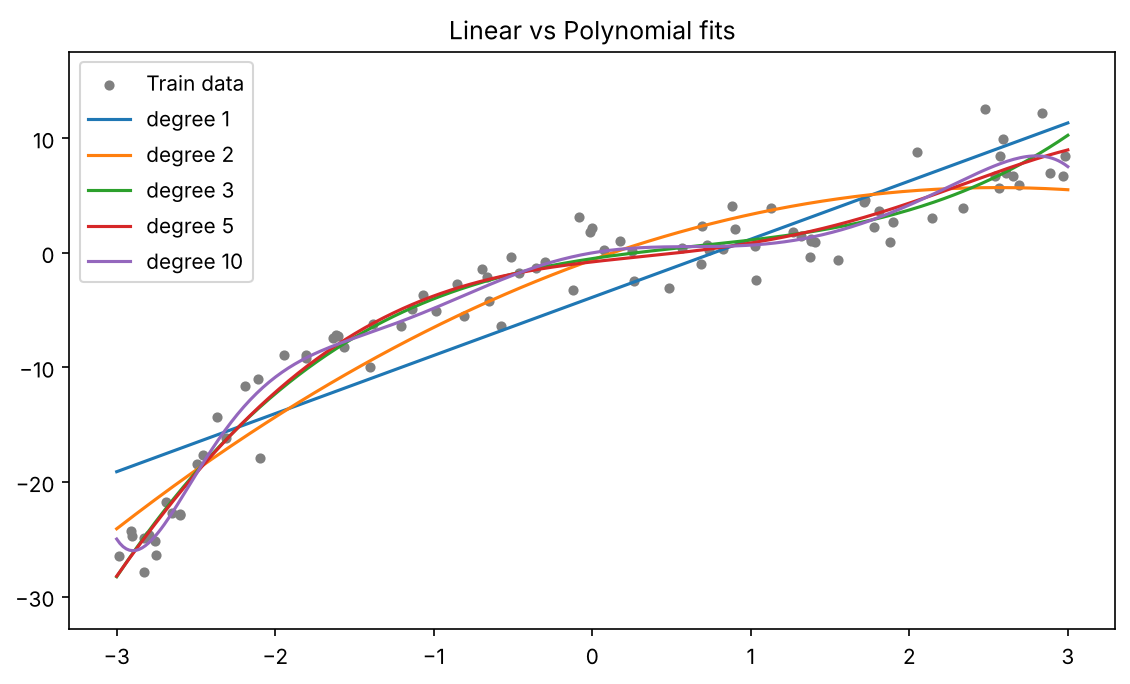 Linear vs Polynomial fits
Train data
degree 1
degree 2
degree 3
degree 5
degree 10
10
0
−10
−20
−30
−3
−2
−1
0
1
2
3